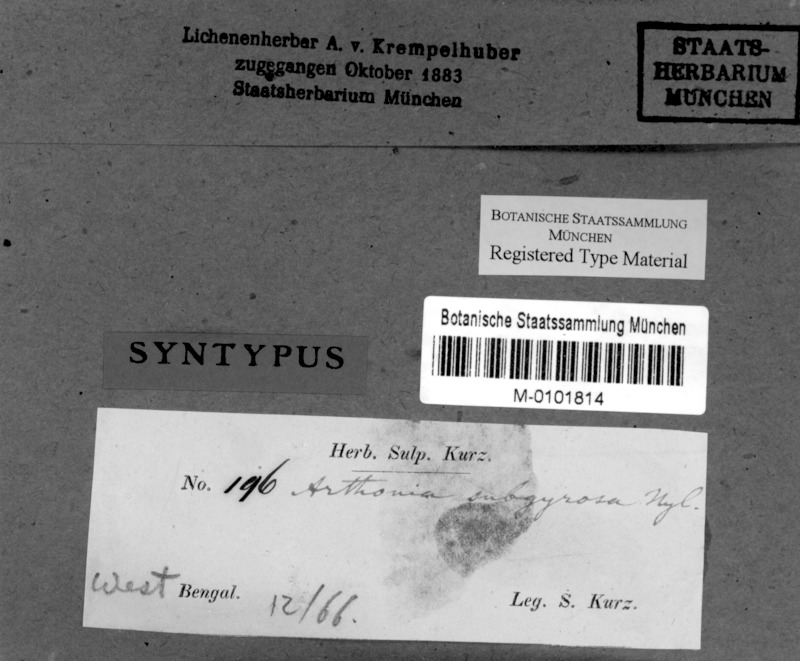 Lichenenherbar A. v. Krempelhuber
zugegangen Oktober 1883
Staatsherbarium München
STAATS-
HERBARIUM
MÜNCHEN
BOTANISCHE STAATSSAMMLUNG
MÜNCHEN
Registered Type Material
Botanische Staatssammlung München
M-0101814
SYNTYPUS
Herb. Sulp. Kurz.
No. 196 Arthonia subgyrosa Nyl.
West Bengal. 12/66.
Leg. S. Kurz.